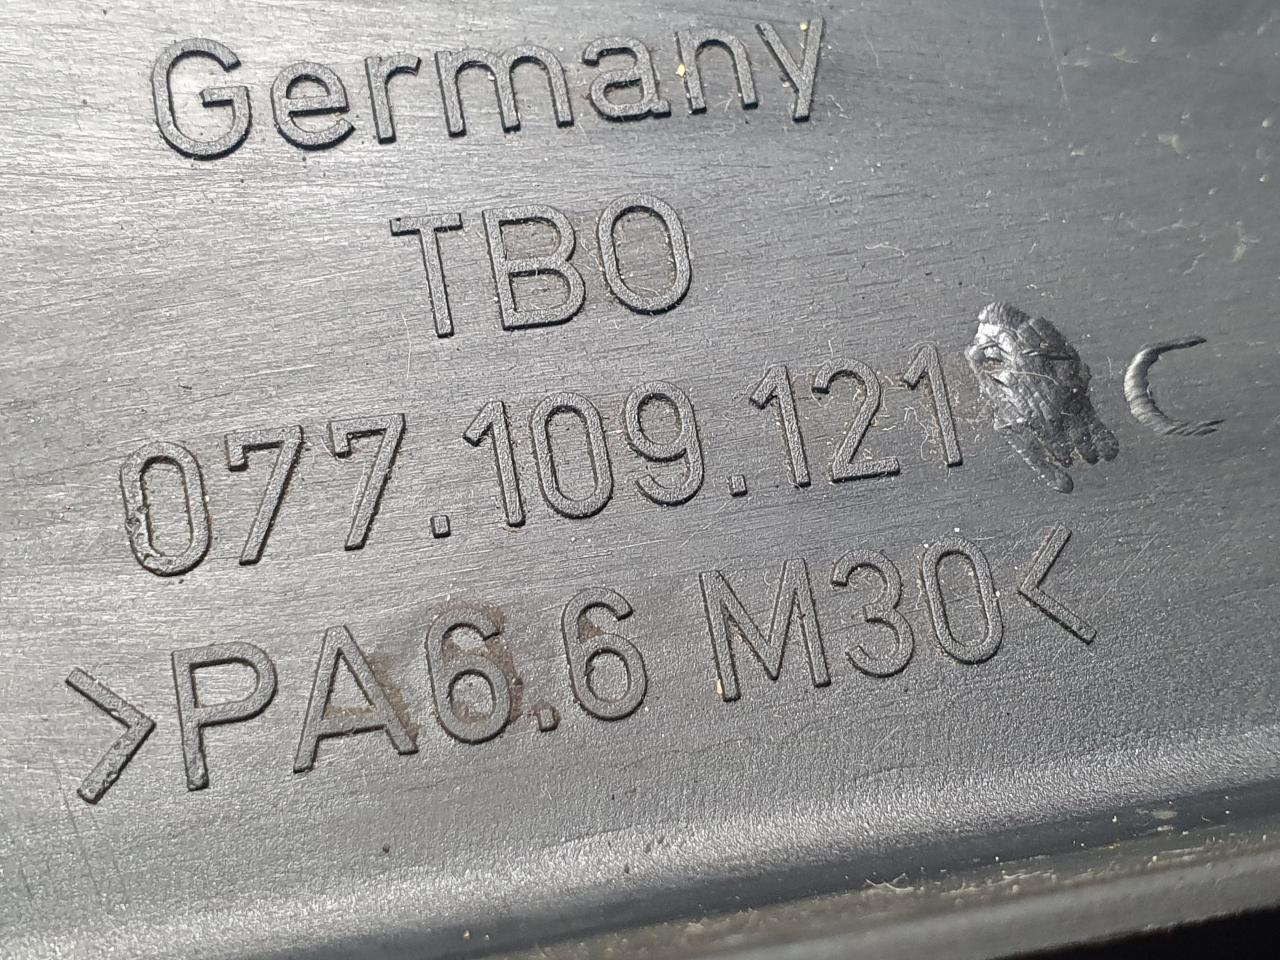 Germany
TBO
077.109.121 C
>PA6.6 M30<